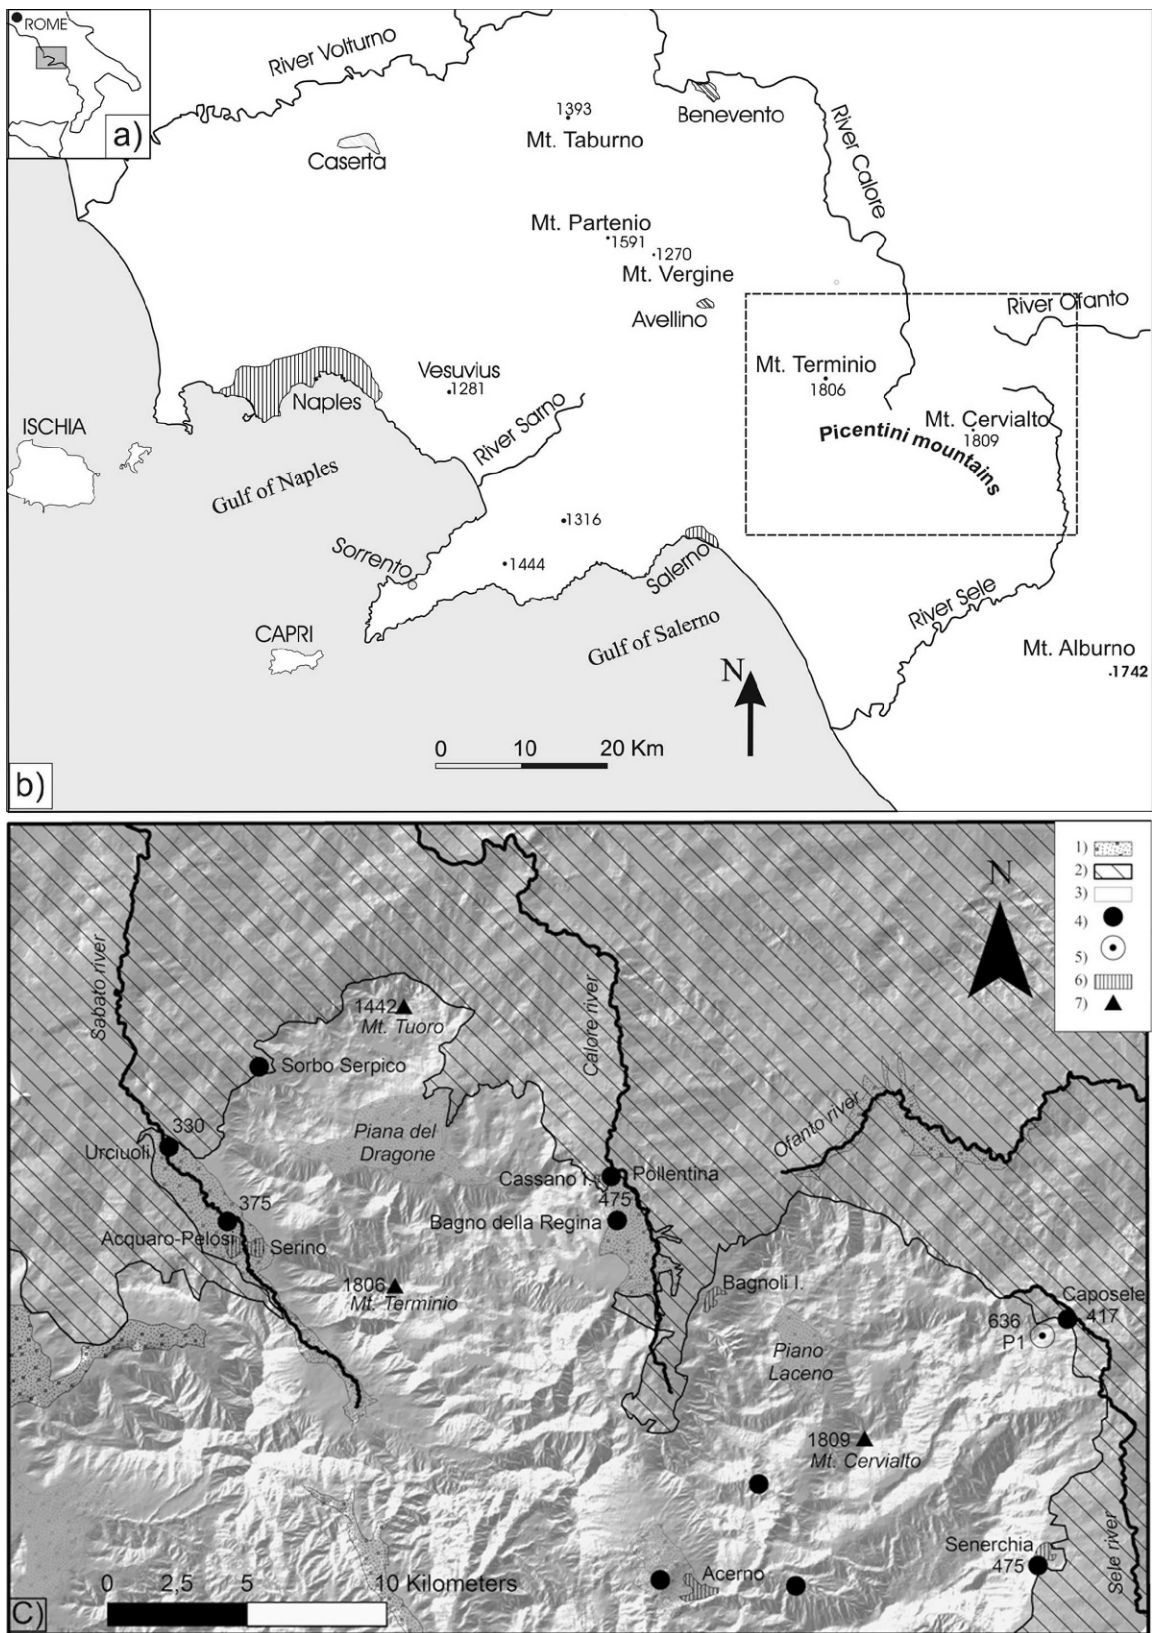 ROME
a)
River Volturno
1393
Mt. Taburno
Benevento
Caserta
River Calore
Mt. Partenio
1591
1270
Mt. Vergine
Avellino
River Ofanto
Mt. Terminio
1806
Vesuvius
1281
Naples
River Sarno
Mt. Cervialto
1809
Picentini mountains
ISCHIA
Gulf of Naples
1316
Sorrento
1444
Salerno
River Sele
CAPRI
Gulf of Salerno
Mt. Alburno
1742
N
0 10 20 Km
b)
1)
2)
3)
4)
5)
6)
7)
N
Sabato river
1442
Mt. Tuoro
Calore river
Sorbo Serpico
Ofanto river
330
Urciuoli
Piana del
Dragone
Cassano I.
Pollentina
475
375
Bagno della Regina
Acquaro-Pelosi
Serino
1806
Mt. Terminio
Bagnoli I.
Caposele
417
636
P1
Piano
Laceno
1809
Mt. Cervialto
Senerchia
475
Sele river
Acerno
0 2,5 5 10 Kilometers
C)